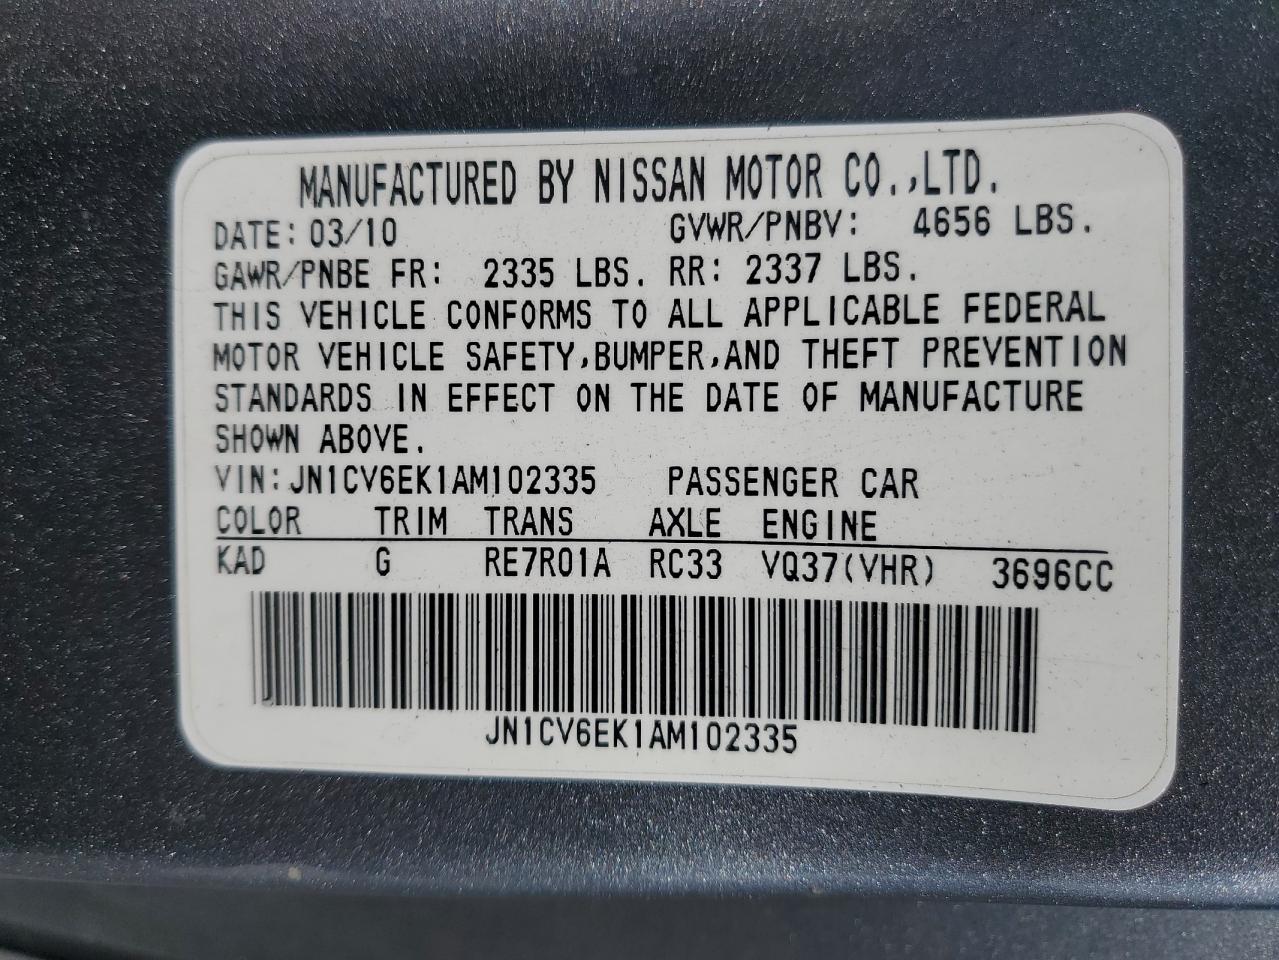 MANUFACTURED BY NISSAN MOTOR CO.,LTD.
DATE: 03/10 GVWR/PNBV: 4656 LBS.
GAWR/PNBE FR: 2335 LBS. RR: 2337 LBS.
THIS VEHICLE CONFORMS TO ALL APPLICABLE FEDERAL
MOTOR VEHICLE SAFETY,BUMPER,AND THEFT PREVENTION
STANDARDS IN EFFECT ON THE DATE OF MANUFACTURE
SHOWN ABOVE.
VIN:JN1CV6EK1AM102335 PASSENGER CAR
COLOR TRIM TRANS AXLE ENGINE
KAD G RE7R01A RC33 VQ37(VHR) 3696CC
JN1CV6EK1AM102335